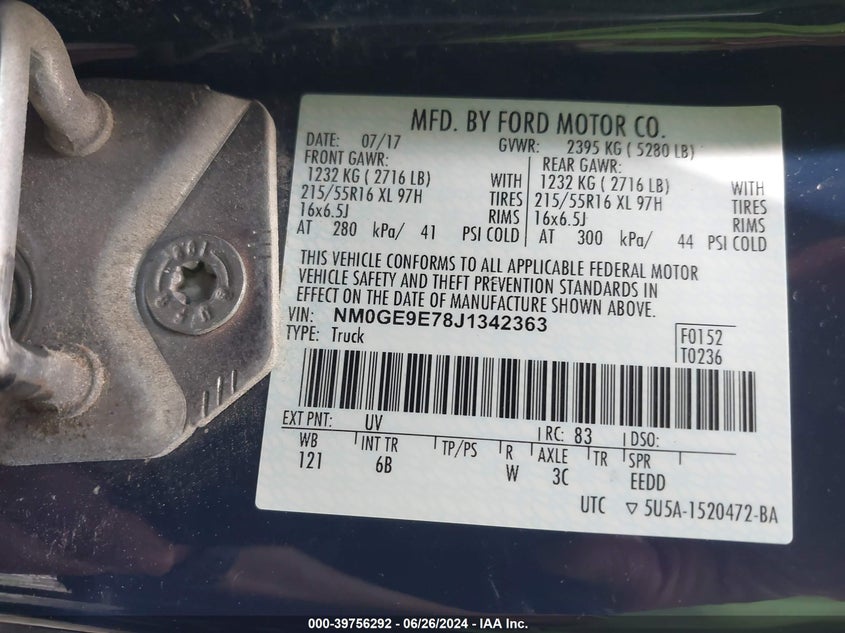 MFD. BY FORD MOTOR CO.
DATE: 07/17 GVWR: 2395 KG ( 5280 LB)
FRONT GAWR: REAR GAWR:
1232 KG ( 2716 LB) WITH 1232 KG ( 2716 LB) WITH
215/55R16 XL 97H TIRES 215/55R16 XL 97H TIRES
16x6.5J RIMS 16x6.5J RIMS
AT 280 kPa/ 41 PSI COLD AT 300 kPa/ 44 PSI COLD
THIS VEHICLE CONFORMS TO ALL APPLICABLE FEDERAL MOTOR
VEHICLE SAFETY AND THEFT PREVENTION STANDARDS IN
EFFECT ON THE DATE OF MANUFACTURE SHOWN ABOVE.
VIN: NM0GE9E78J1342363
TYPE: Truck
F0152
T0236
EXT PNT: UV RC: 83 DSO:
WB INT TR TP/PS R AXLE TR SPR
121 6B W 3C EEDD
UTC ▽ 5U5A-1520472-BA
000-39756292 - 06/26/2024 - IAA Inc.